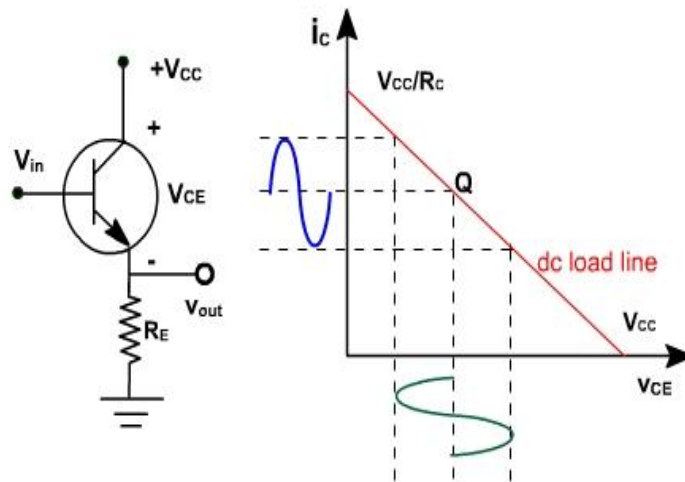 +VCC
+
Vin
VCE
-
vout
RE
iC
VCC/RC
Q
dc load line
VCC
vCE